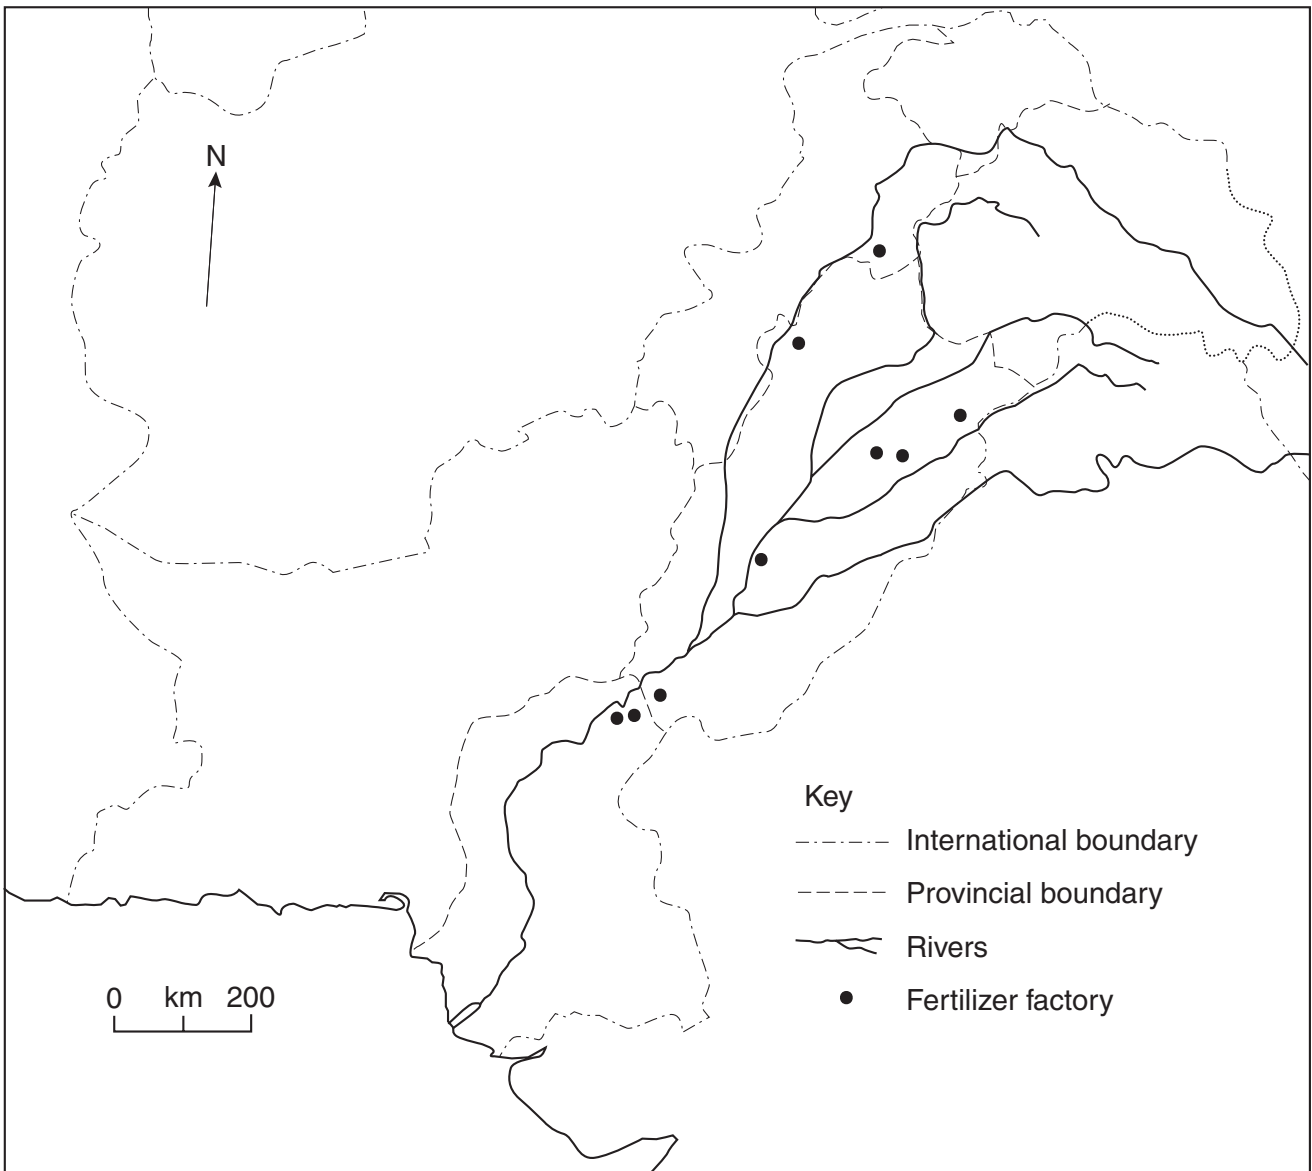 N
Key
International boundary
Provincial boundary
Rivers
Fertilizer factory
0 km 200